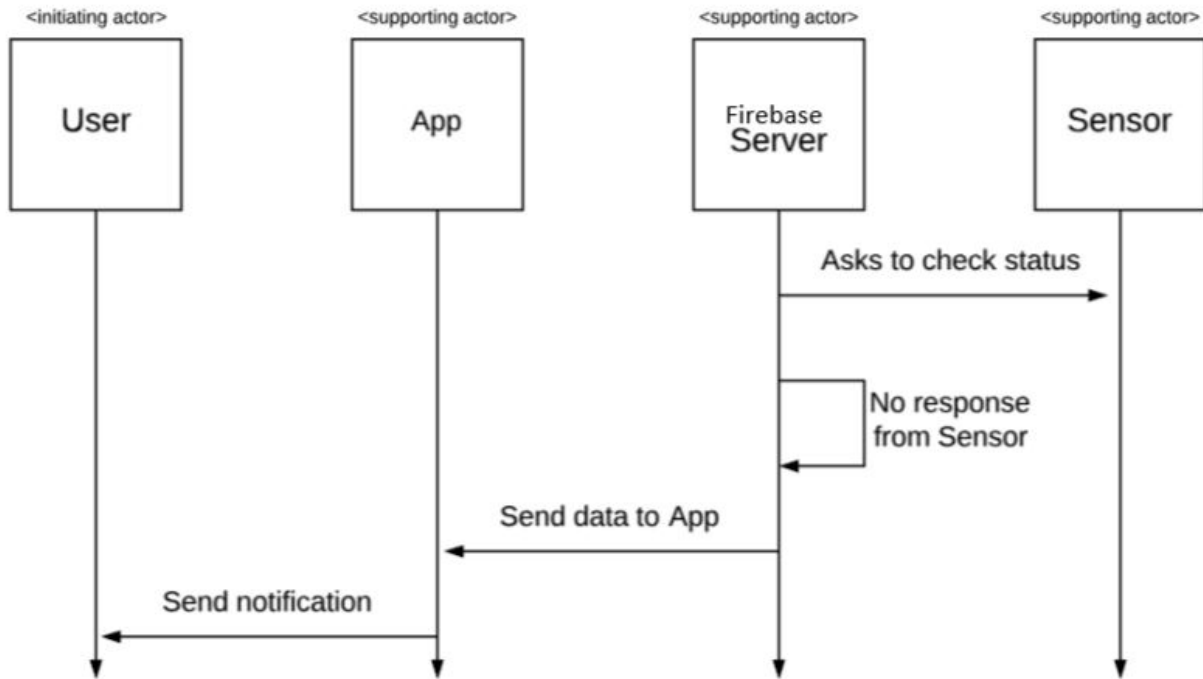 <initiating actor>
<supporting actor>
<supporting actor>
<supporting actor>
User
App
Firebase
Server
Sensor
Asks to check status
No response
from Sensor
Send data to App
Send notification